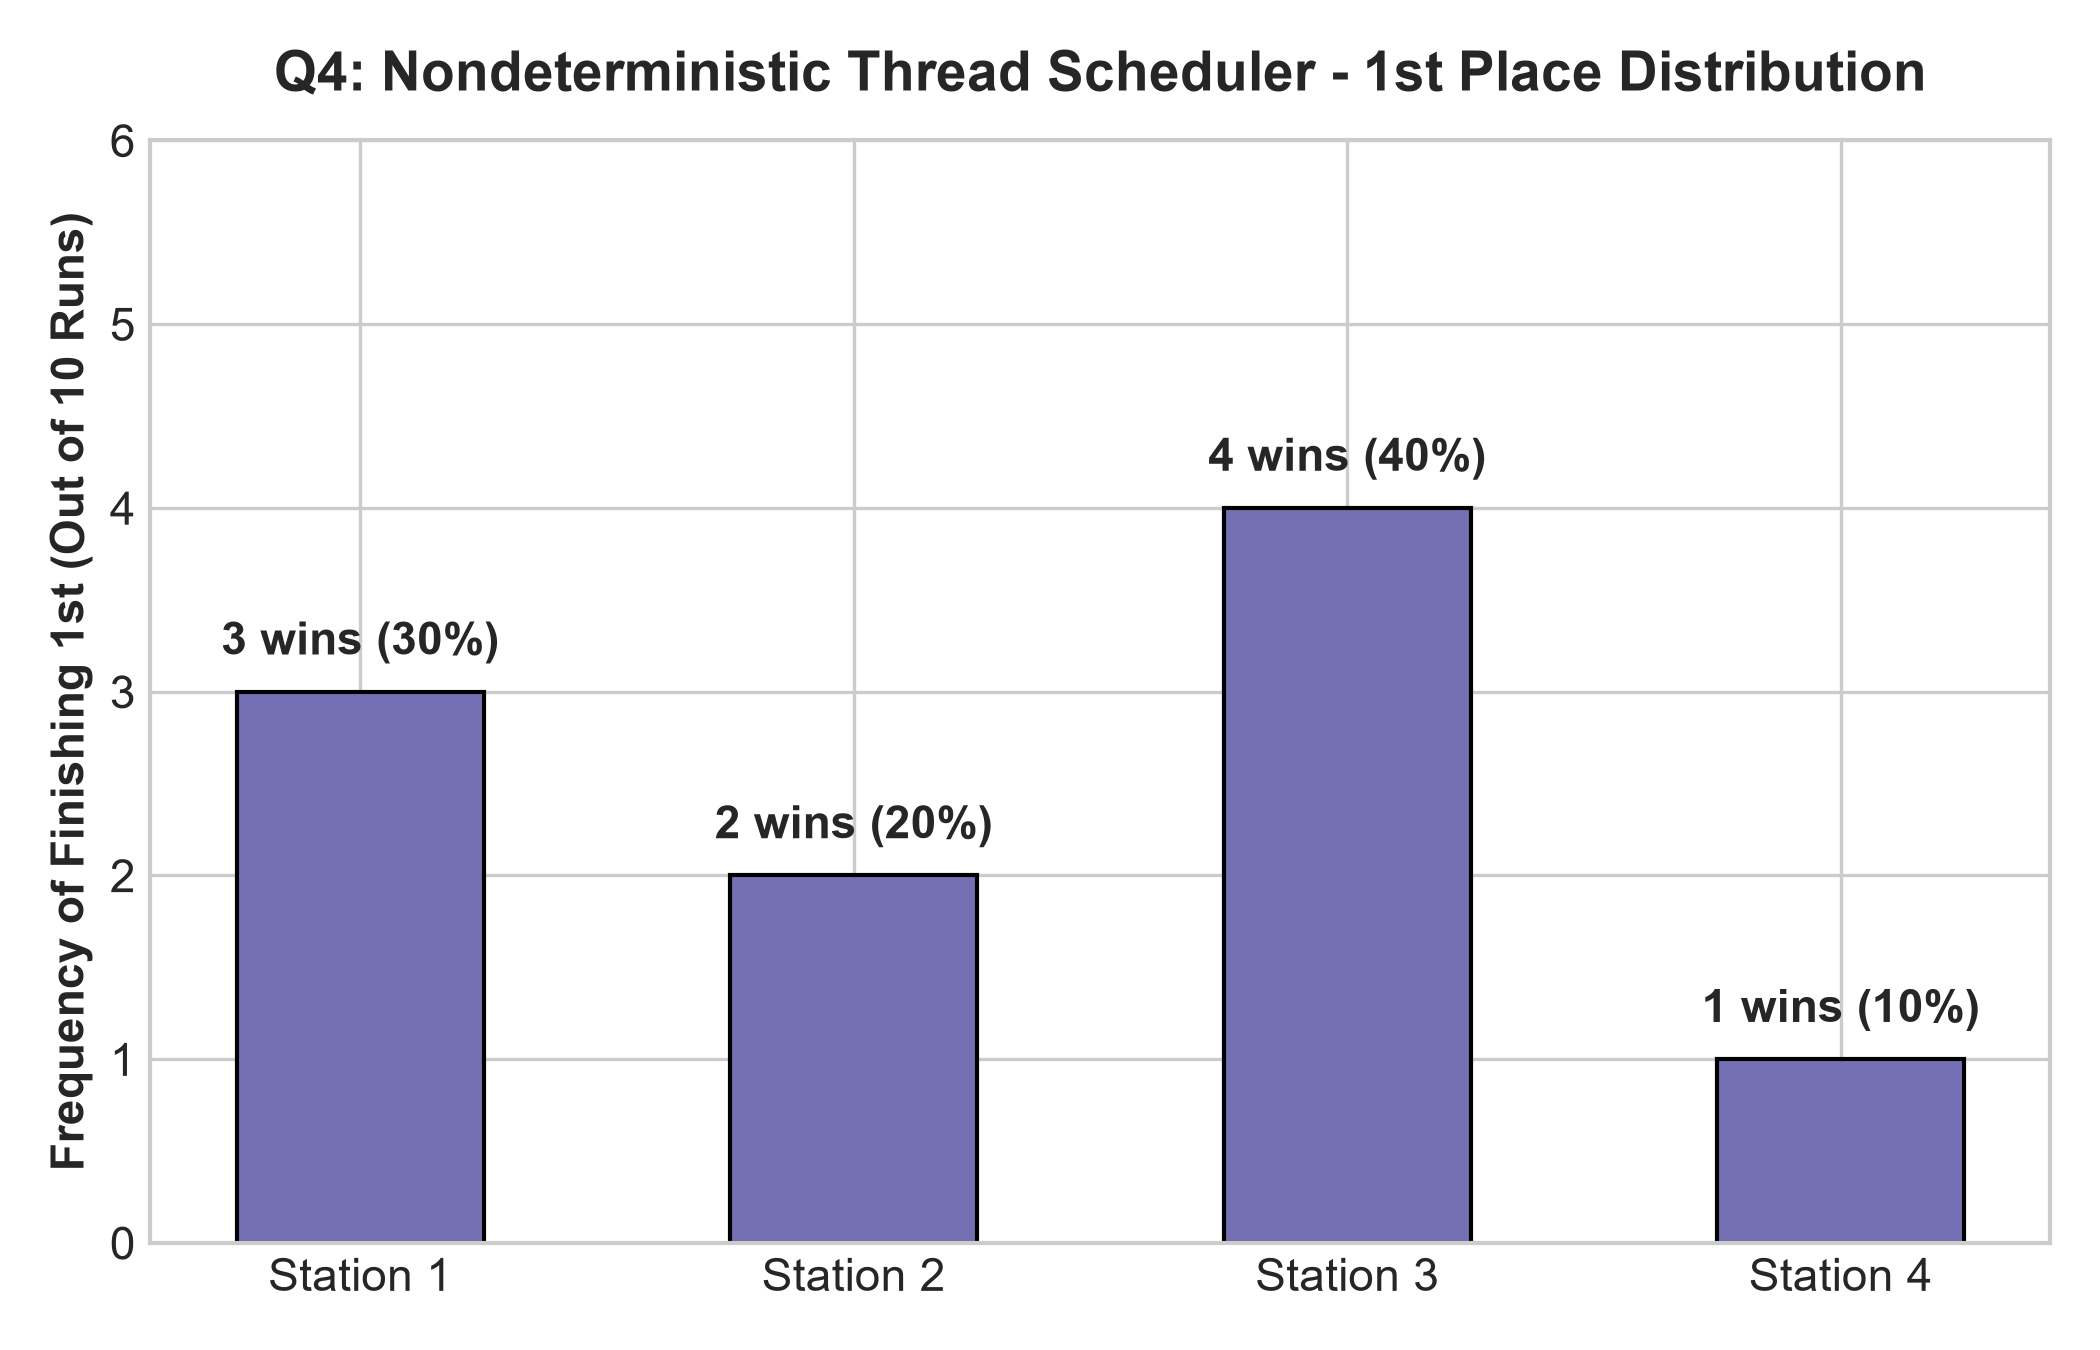 Q4: Nondeterministic Thread Scheduler - 1st Place Distribution
Frequency of Finishing 1st (Out of 10 Runs)
6
5
4
3
2
1
0
4 wins (40%)
3 wins (30%)
2 wins (20%)
1 wins (10%)
Station 1
Station 2
Station 3
Station 4